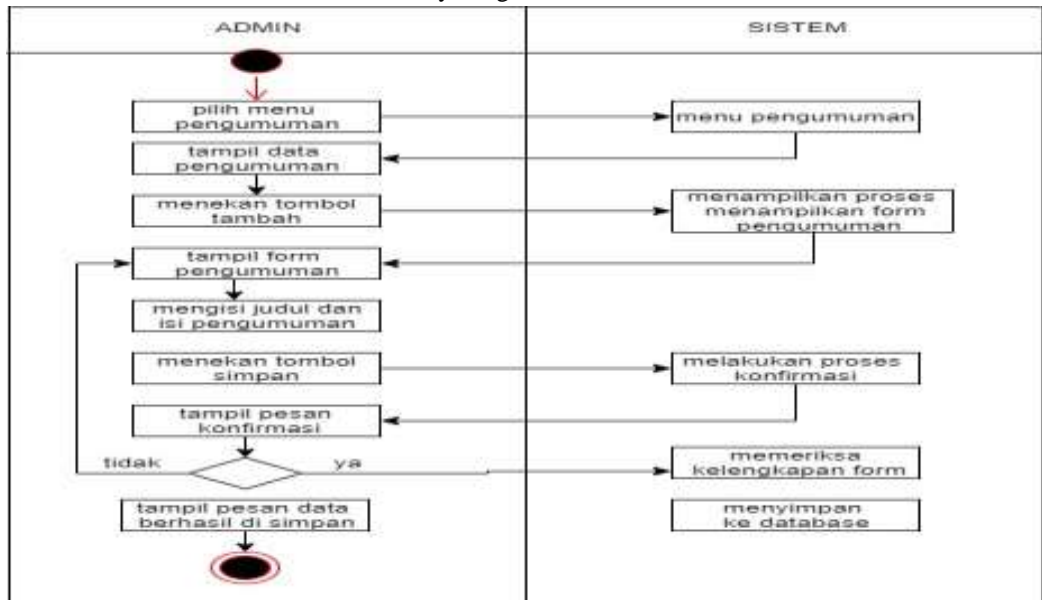 ADMIN
SISTEM
pilih menu
pengumuman
menu pengumuman
tampil data
pengumuman
menekan tombol
tambah
menampilkan proses
menampilkan form
pengumuman
tampil form
pengumuman
mengisi judul dan
isi pengumuman
menekan tombol
simpan
melakukan proses
konfirmasi
tampil pesan
konfirmasi
tidak
ya
memeriksa
kelengkapan form
tampil pesan data
berhasil di simpan
menyimpan
ke database